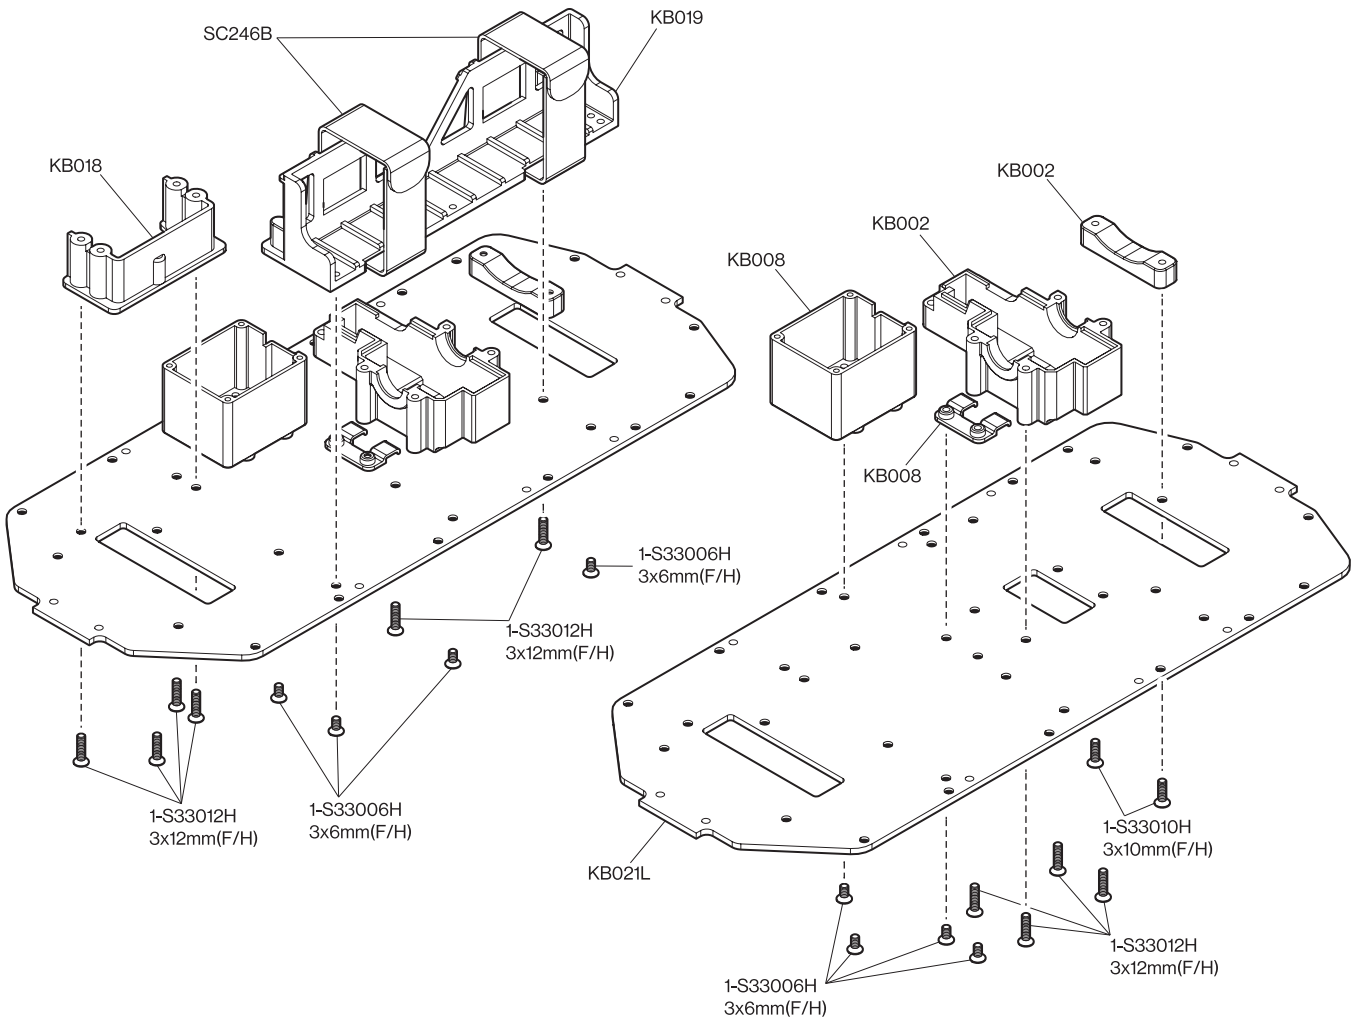 SC246B
KB019
KB018
KB002
KB002
KB008
KB008
1-S33006H
3x6mm(F/H)
1-S33012H
3x12mm(F/H)
1-S33012H
3x12mm(F/H)
1-S33006H
3x6mm(F/H)
KB021L
1-S33010H
3x10mm(F/H)
1-S33012H
3x12mm(F/H)
1-S33006H
3x6mm(F/H)